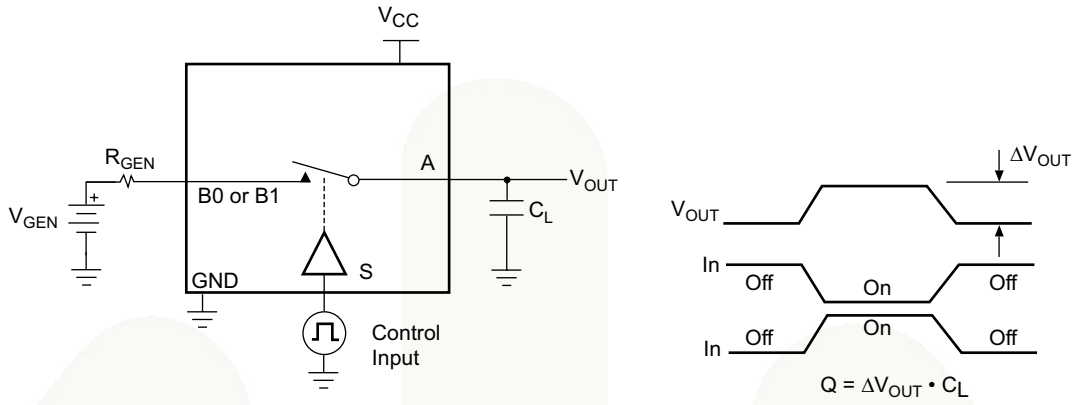 V_CC
R_GEN
A
B0 or B1
V_OUT
+
V_GEN
C_L
S
GND
Control
Input
ΔV_OUT
V_OUT
In
Off
On
Off
In
Off
On
Off
Q = ΔV_OUT • C_L